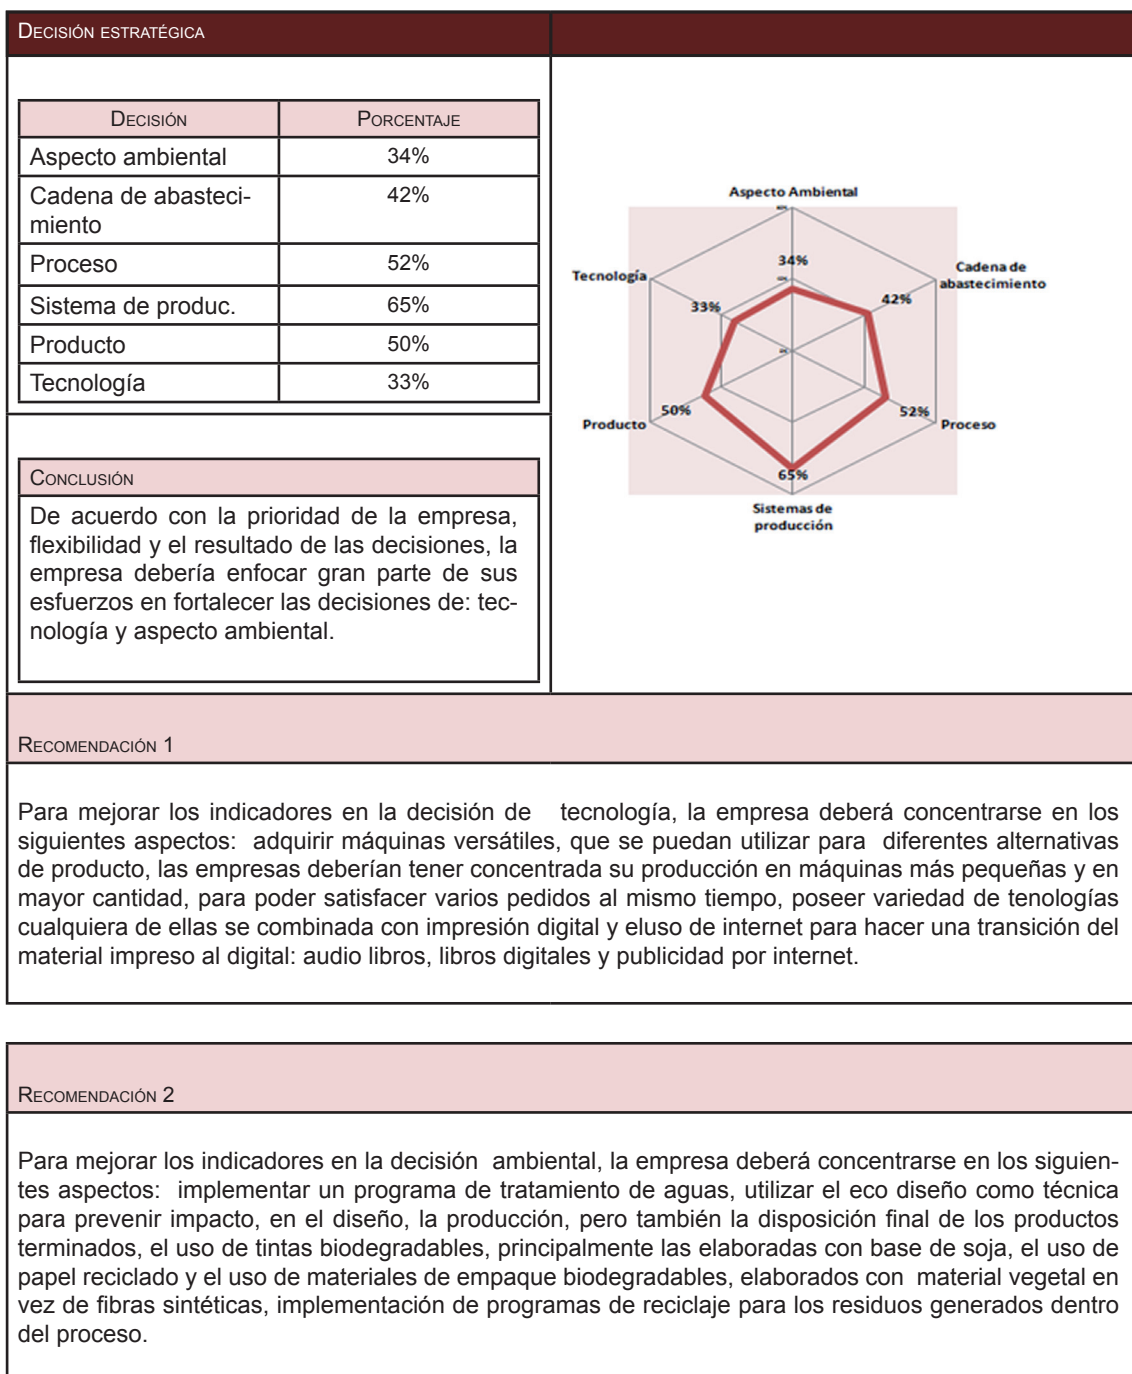 Decisión estratégica
Decisión Porcentaje
Aspecto ambiental 34%
Cadena de abasteci- 42%
miento
Proceso 52%
Sistema de produc. 65%
Producto 50%
Tecnología 33%
Conclusión
De acuerdo con la prioridad de la empresa,
flexibilidad y el resultado de las decisiones, la
empresa debería enfocar gran parte de sus
esfuerzos en fortalecer las decisiones de: tec-
nología y aspecto ambiental.
Aspecto Ambiental
34%
Cadena de
abastecimiento
42%
52%
Proceso
65%
Sistemas de
producción
50%
Producto
33%
Tecnología
Recomendación 1
Para mejorar los indicadores en la decisión de tecnología, la empresa deberá concentrarse en los
siguientes aspectos: adquirir máquinas versátiles, que se puedan utilizar para diferentes alternativas
de producto, las empresas deberían tener concentrada su producción en máquinas más pequeñas y en
mayor cantidad, para poder satisfacer varios pedidos al mismo tiempo, poseer variedad de tenologías
cualquiera de ellas se combinada con impresión digital y eluso de internet para hacer una transición del
material impreso al digital: audio libros, libros digitales y publicidad por internet.
Recomendación 2
Para mejorar los indicadores en la decisión ambiental, la empresa deberá concentrarse en los siguien-
tes aspectos: implementar un programa de tratamiento de aguas, utilizar el eco diseño como técnica
para prevenir impacto, en el diseño, la producción, pero también la disposición final de los productos
terminados, el uso de tintas biodegradables, principalmente las elaboradas con base de soja, el uso de
papel reciclado y el uso de materiales de empaque biodegradables, elaborados con material vegetal en
vez de fibras sintéticas, implementación de programas de reciclaje para los residuos generados dentro
del proceso.